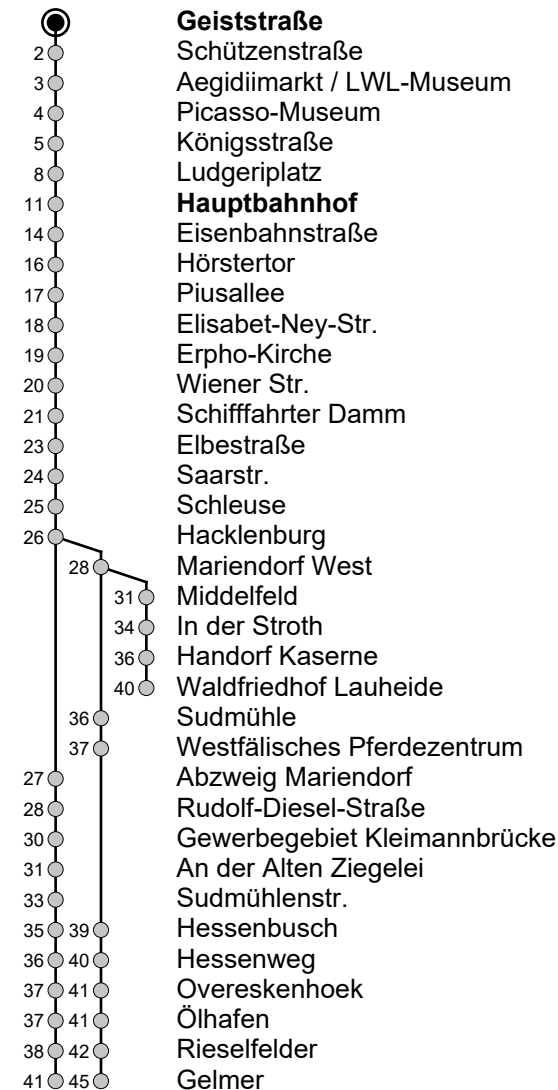 Geiststraße
2 Schützenstraße
3 Aegidiimarkt / LWL-Museum
4 Picasso-Museum
5 Königsstraße
8 Ludgeriplatz
11 Hauptbahnhof
14 Eisenbahnstraße
16 Hörstertor
17 Piusallee
18 Elisabet-Ney-Str.
19 Erpho-Kirche
20 Wiener Str.
21 Schifffahrter Damm
23 Elbestraße
24 Saarstr.
25 Schleuse
26 Hacklenburg
28 Mariendorf West
31 Middelfeld
34 In der Stroth
36 Handorf Kaserne
40 Waldfriedhof Lauheide
36 Sudmühle
37 Westfälisches Pferdezentrum
27 Abzweig Mariendorf
28 Rudolf-Diesel-Straße
30 Gewerbegebiet Kleimannbrücke
31 An der Alten Ziegelei
33 Sudmühlenstr.
35 39 Hessenbusch
36 40 Hessenweg
37 41 Overeskenhoek
37 41 Ölhafen
38 42 Rieselfelder
41 45 Gelmer